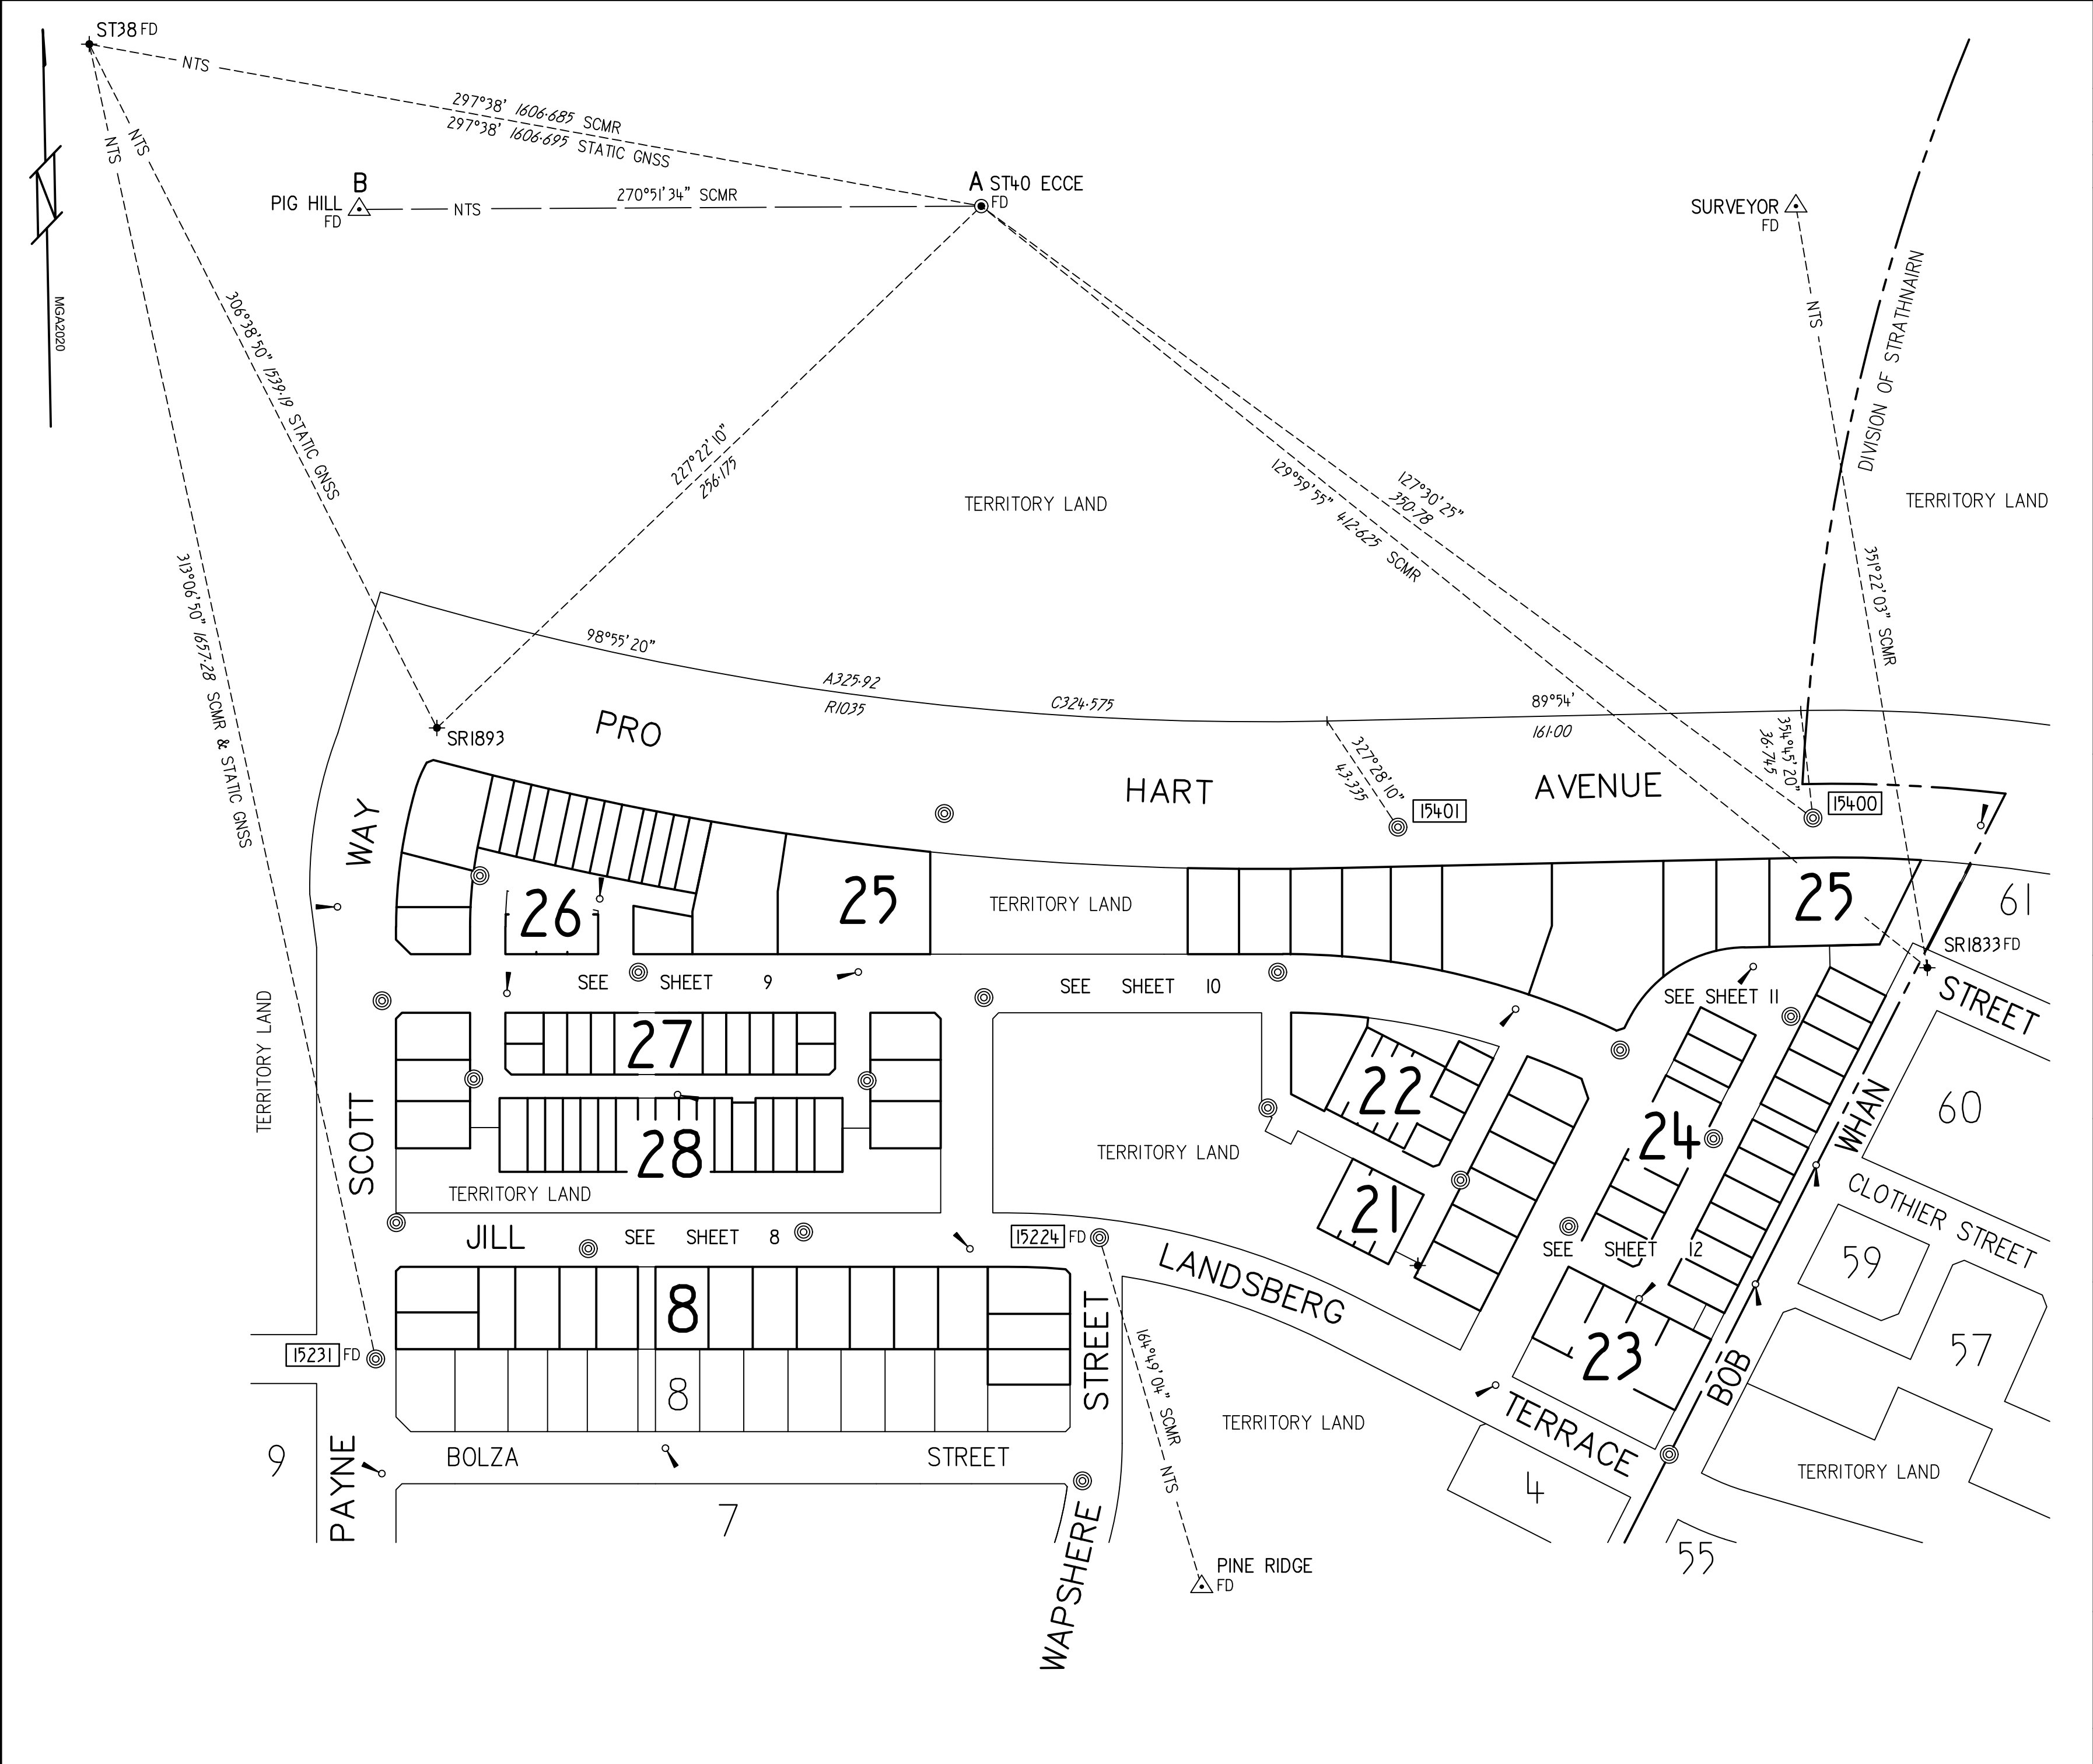 ST38 FD
NTS
297°38' 1606·685 SCMR
297°38' 1606·695 STATIC GNSS
NTS
NTS
B
PIG HILL
FD
NTS
270°51'34" SCMR
A ST40 ECCE
FD
SURVEYOR
FD
NTS
DIVISION OF STRATHNAIRN
MGA2020
306°38'50" 1539·19 STATIC GNSS
227°22'10"
256·175
TERRITORY LAND
129°59'55" 412·625 SCMR
127°30'25"
350·78
TERRITORY LAND
313°06'50" 1657·28 SCMR & STATIC GNSS
351°22'03" SCMR
98°55'20"
A325·92
R1035
C324·575
89°54'
161·00
SR1893
PRO
HART
AVENUE
327°28'10"
43·335
15401
354°45'20"
36·745
15400
WAY
26
25
TERRITORY LAND
25
61
SR1833 FD
SEE SHEET 9
SEE SHEET 10
SEE SHEET 11
STREET
TERRITORY LAND
27
22
60
SCOTT
28
TERRITORY LAND
24
WHAN
TERRITORY LAND
21
CLOTHIER STREET
JILL
SEE SHEET 8
15224 FD
LANDSBERG
SEE SHEET 12
59
8
STREET
164°49'04" SCMR
NTS
15231 FD
23
BOB
57
8
TERRITORY LAND
TERRACE
9
PAYNE
BOLZA
STREET
TERRITORY LAND
4
7
WAPSHERE
PINE RIDGE
FD
55